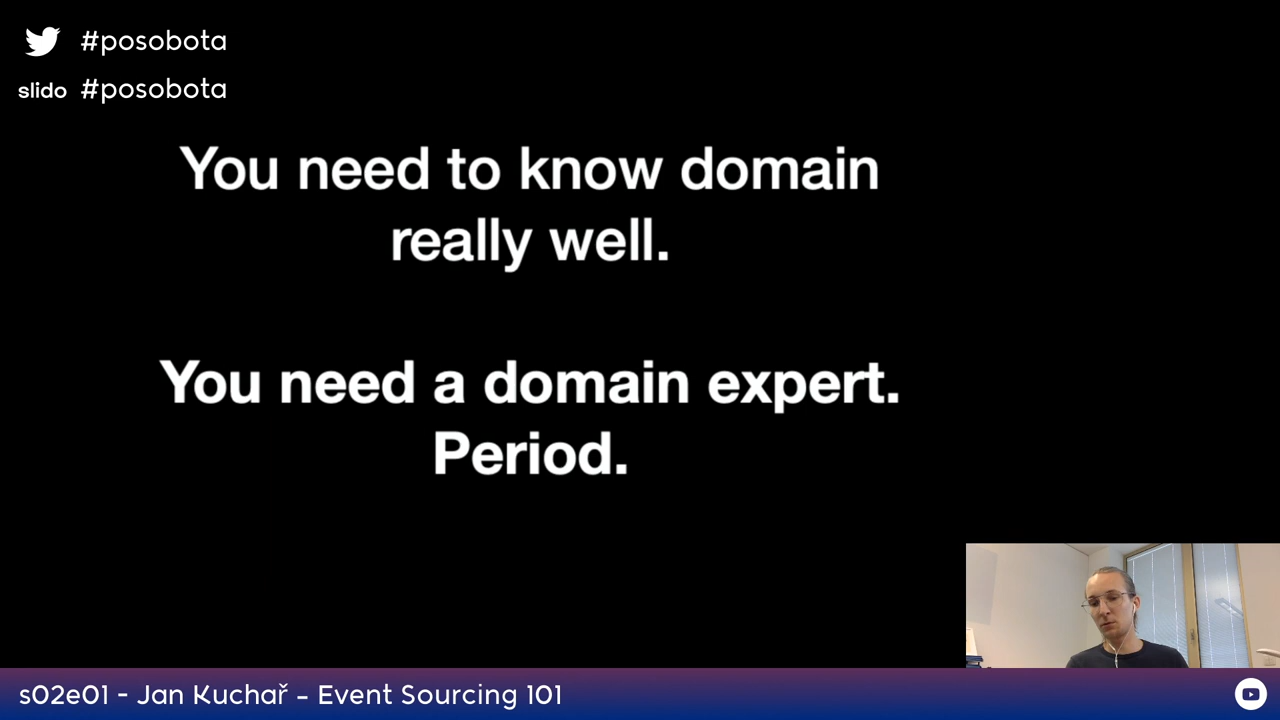 #posobota
slido #posobota
You need to know domain
really well.
You need a domain expert.
Period.
s02e01 - Jan Kuchař - Event Sourcing 101